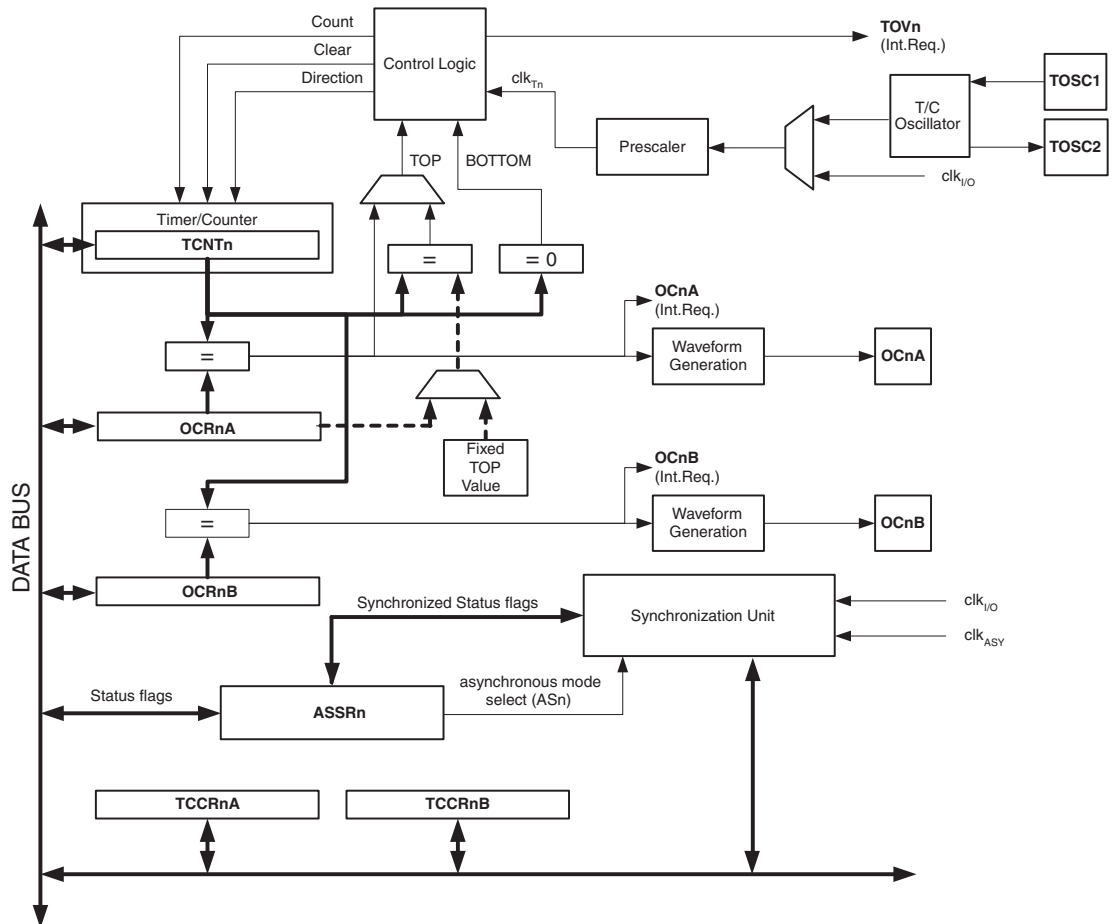 Count
Clear
Direction
Control Logic
TOVn
(Int.Req.)
clkTn
TOSC1
T/C
Oscillator
TOSC2
Prescaler
clkI/O
TOP
BOTTOM
Timer/Counter
TCNTn
=
= 0
OCnA
(Int.Req.)
=
Waveform
Generation
OCnA
OCRnA
Fixed
TOP
Value
OCnB
(Int.Req.)
=
Waveform
Generation
OCnB
DATA BUS
OCRnB
Synchronized Status flags
Synchronization Unit
clkI/O
clkASY
Status flags
ASSRn
asynchronous mode
select (ASn)
TCCRnA
TCCRnB